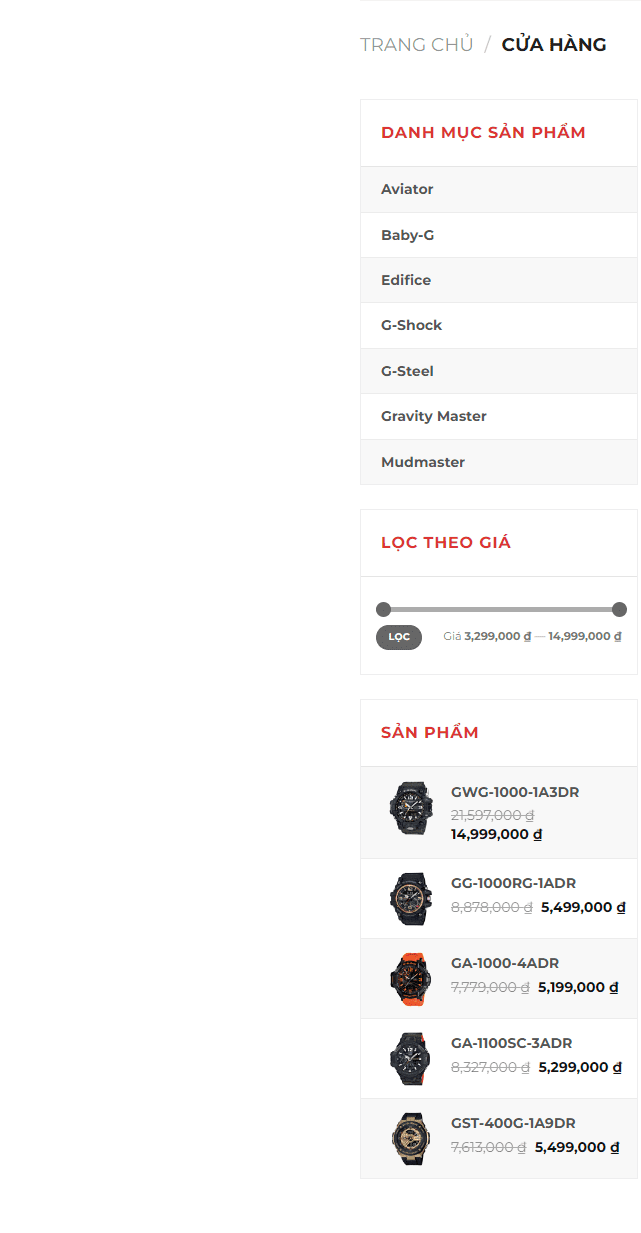 TRANG CHỦ / CỬA HÀNG
DANH MỤC SẢN PHẨM
Aviator
Baby-G
Edifice
G-Shock
G-Steel
Gravity Master
Mudmaster
LỌC THEO GIÁ
LỌC Giá 3,299,000 ₫ — 14,999,000 ₫
SẢN PHẨM
GWG-1000-1A3DR
21,597,000 ₫
14,999,000 ₫
GG-1000RG-1ADR
8,878,000 ₫ 5,499,000 ₫
GA-1000-4ADR
7,779,000 ₫ 5,199,000 ₫
GA-1100SC-3ADR
8,327,000 ₫ 5,299,000 ₫
GST-400G-1A9DR
7,613,000 ₫ 5,499,000 ₫